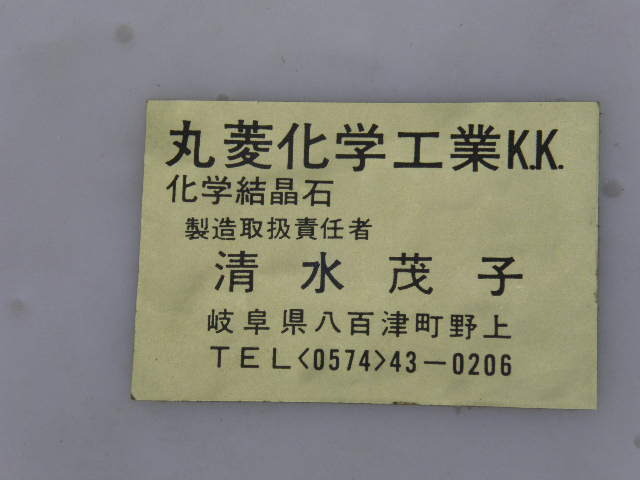 丸菱化学工業K.K.
化学結晶石
製造取扱責任者
清水茂子
岐阜県八百津町野上
TEL<0574>43-0206